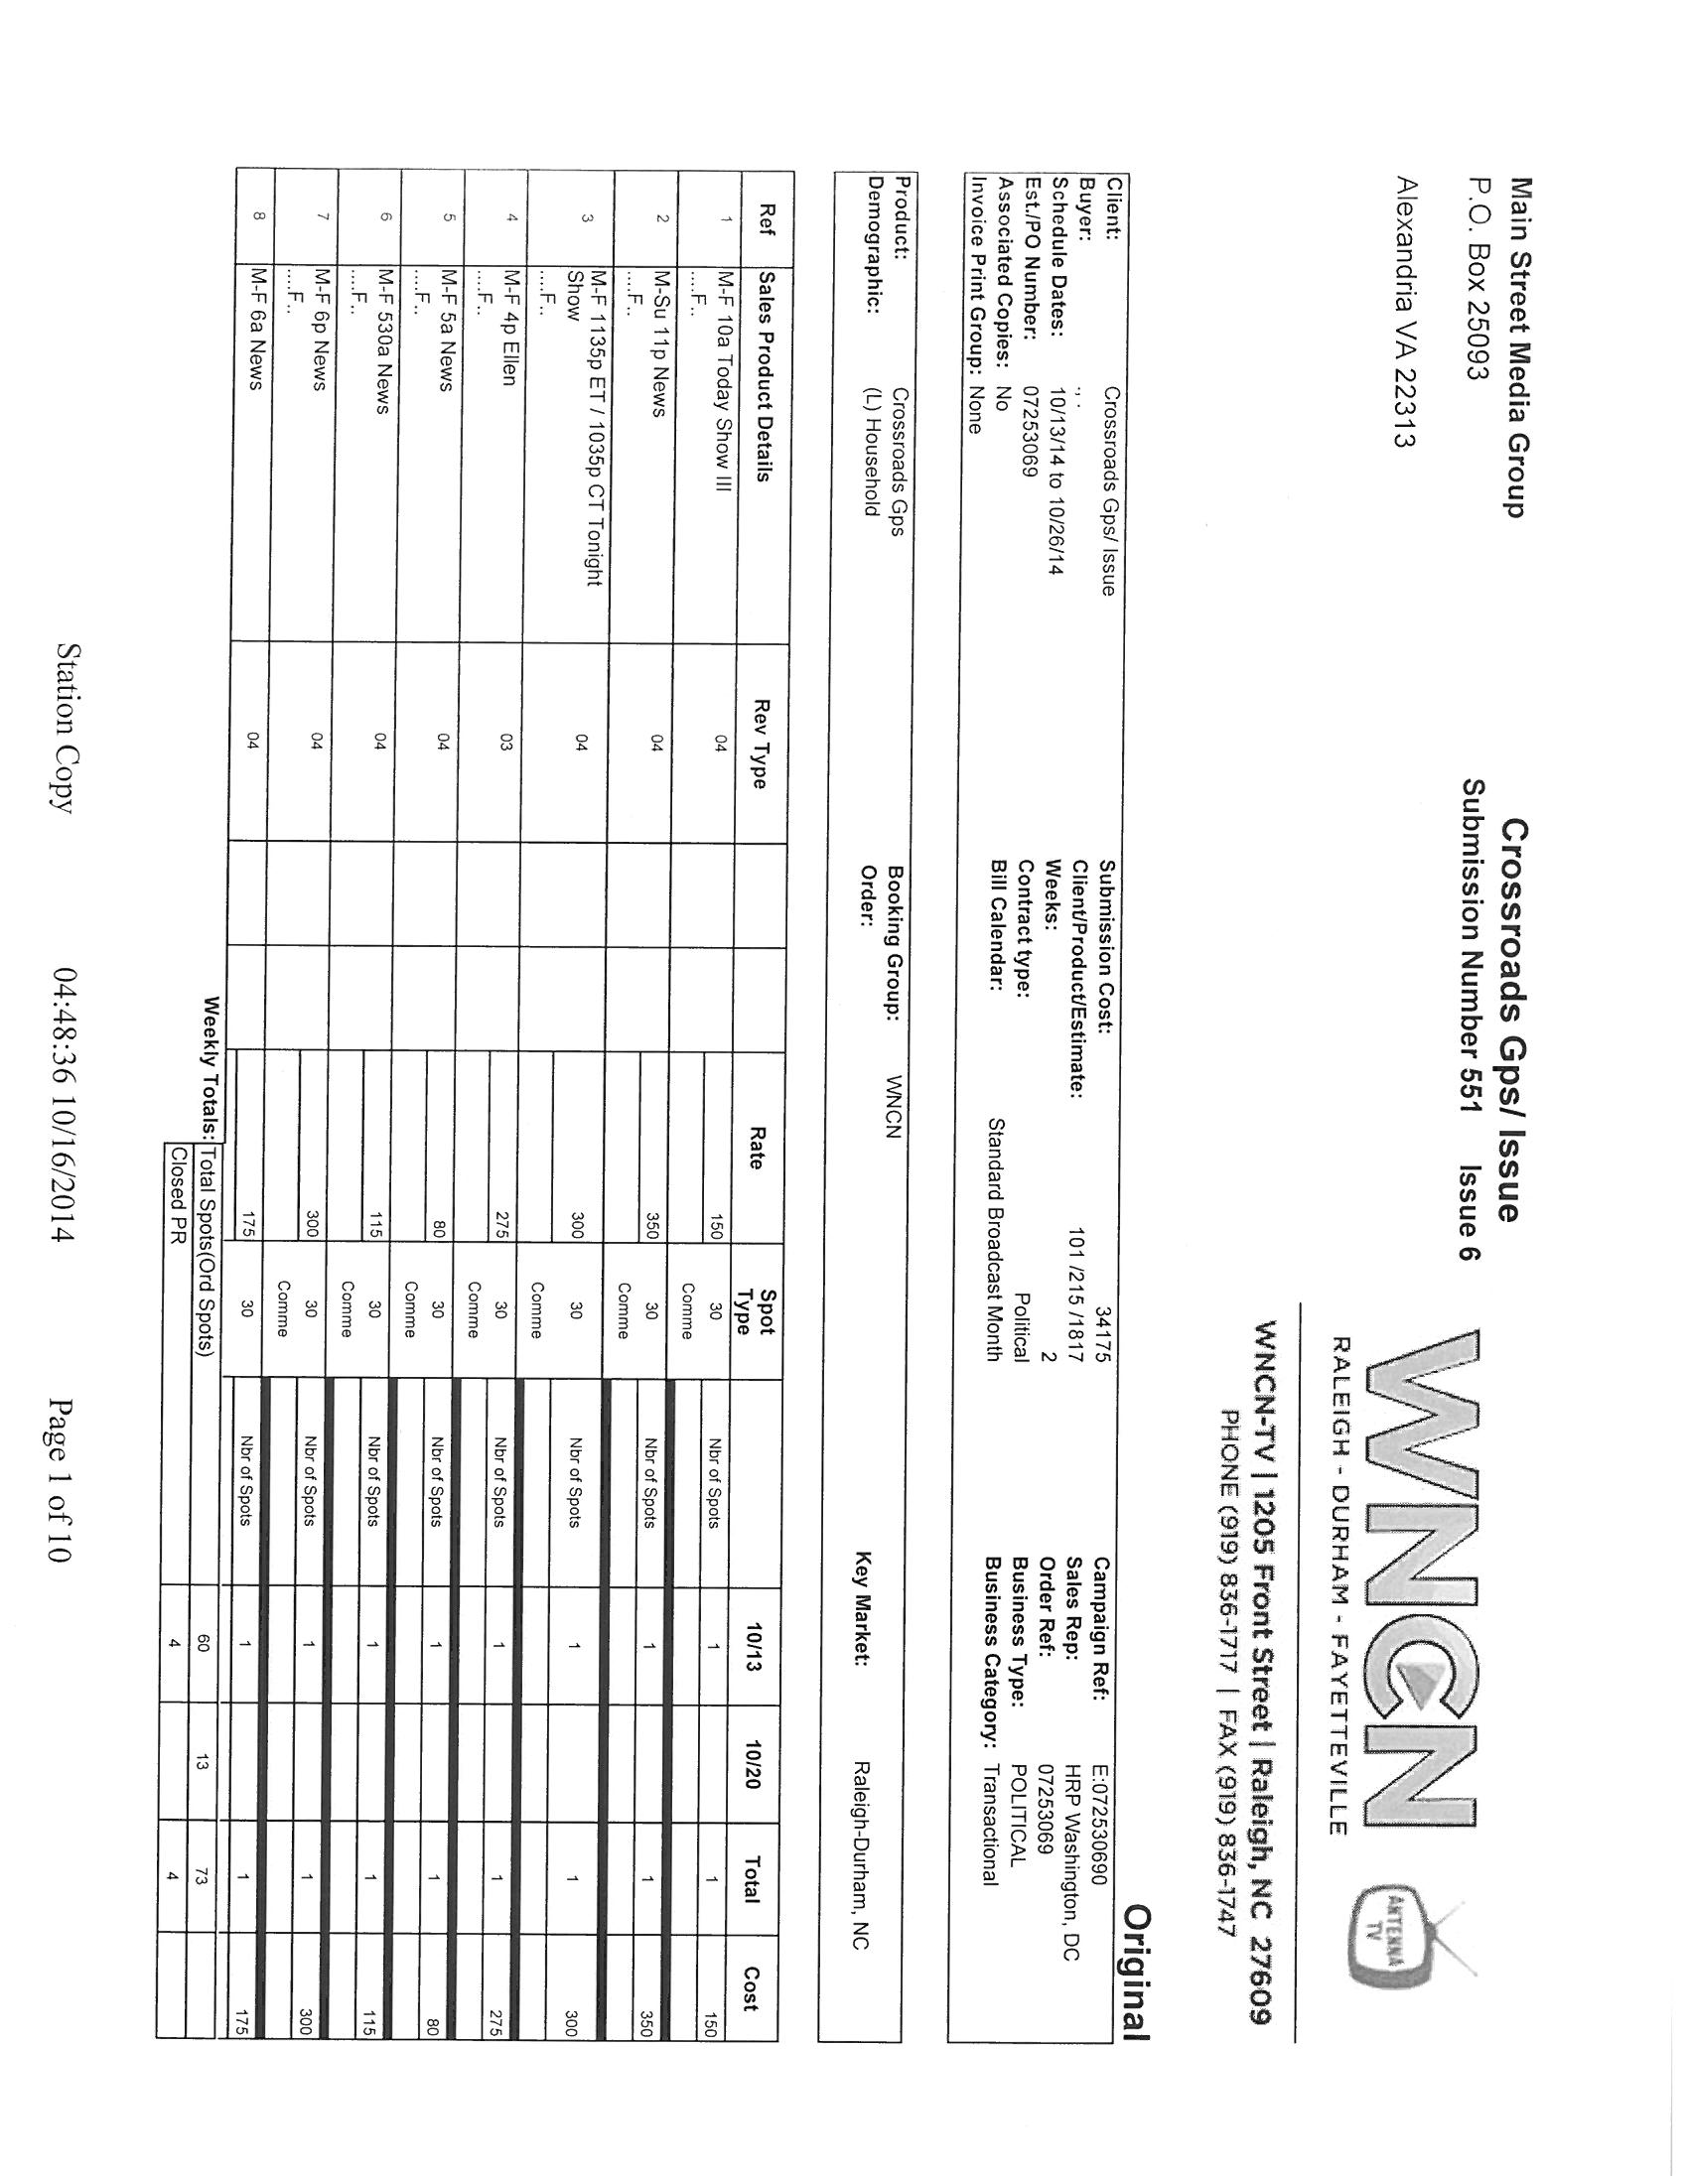 Main Street Media Group
P.O. Box 25093
Alexandria VA 22313
Crossroads Gps/ Issue
Submission Number 551 Issue 6
WNCN
RALEIGH - DURHAM - FAYETTEVILLE
ANTENNA
TV
WNCN-TV | 1205 Front Street | Raleigh, NC 27609
PHONE (919) 836-1717 | FAX (919) 836-1747
Original
Client: Crossroads Gps/ Issue Submission Cost: 34175 Campaign Ref: E:072530690
Buyer: ., . Client/Product/Estimate: 101 /215 /1817 Sales Rep: HRP Washington, DC
Schedule Dates: 10/13/14 to 10/26/14 Weeks: 2 Order Ref: 07253069
Est./PO Number: 07253069 Contract type: Political Business Type: POLITICAL
Associated Copies: No Bill Calendar: Standard Broadcast Month Business Category: Transactional
Invoice Print Group: None
Product: Crossroads Gps Booking Group: WNCN
Demographic: (L) Household Order: Key Market: Raleigh-Durham, NC
Ref Sales Product Details Rev Type Rate Spot Type 10/13 10/20 Total Cost
1 M-F 10a Today Show III 04 150 30 Nbr of Spots 1 1 150
....F.. Comme
2 M-Su 11p News 04 350 30 Nbr of Spots 1 1 350
....F.. Comme
3 M-F 1135p ET / 1035p CT Tonight 04 300 30 Nbr of Spots 1 1 300
Show
....F.. Comme
4 M-F 4p Ellen 03 275 30 Nbr of Spots 1 1 275
....F.. Comme
5 M-F 5a News 04 80 30 Nbr of Spots 1 1 80
....F.. Comme
6 M-F 530a News 04 115 30 Nbr of Spots 1 1 115
....F.. Comme
7 M-F 6p News 04 300 30 Nbr of Spots 1 1 300
....F.. Comme
8 M-F 6a News 04 175 30 Nbr of Spots 1 1 175
Weekly Totals: Total Spots(Ord Spots) 60 13 73
Closed PR 4 4
Station Copy 04:48:36 10/16/2014 Page 1 of 10